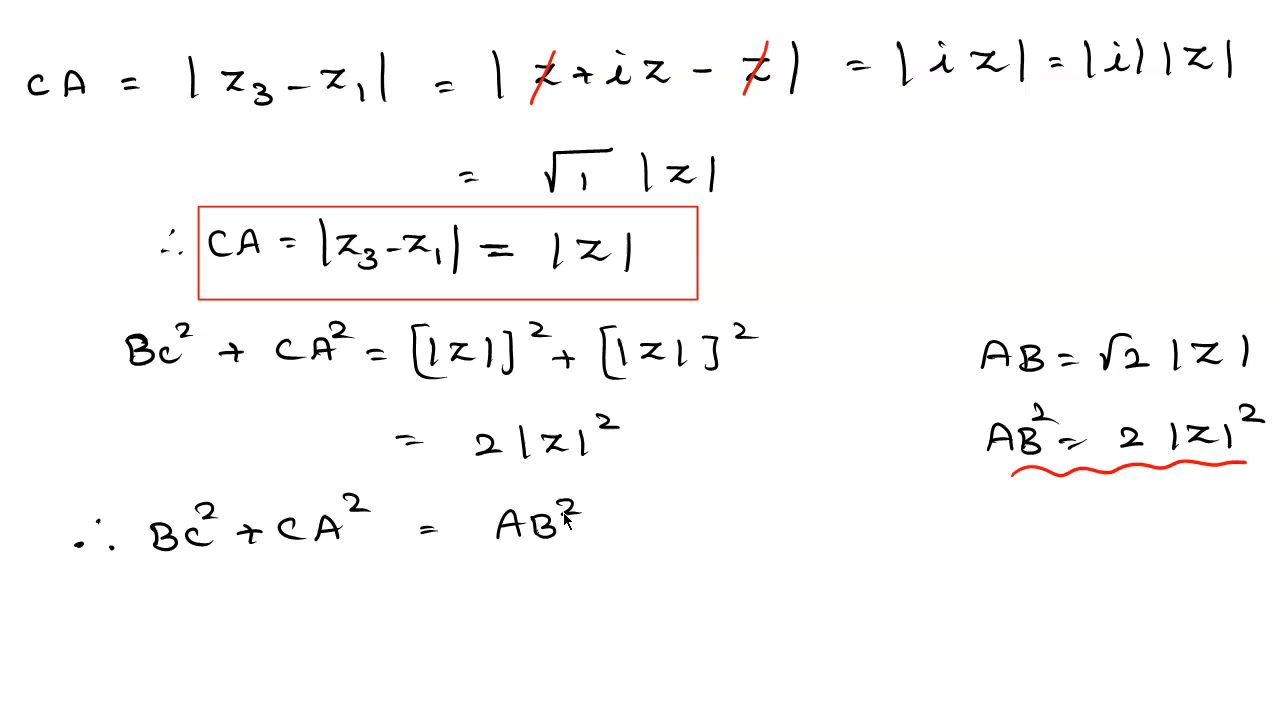 CA = |z₃ - z₁| = |z + iz - z| = |iz| = |i||z|
= √1 |z|
∴ CA = |z₃ - z₁| = |z|
BC² + CA² = [|z|]² + [|z|]²
AB = √2 |z|
= 2|z|²
AB² = 2|z|²
∴ BC² + CA² = AB²